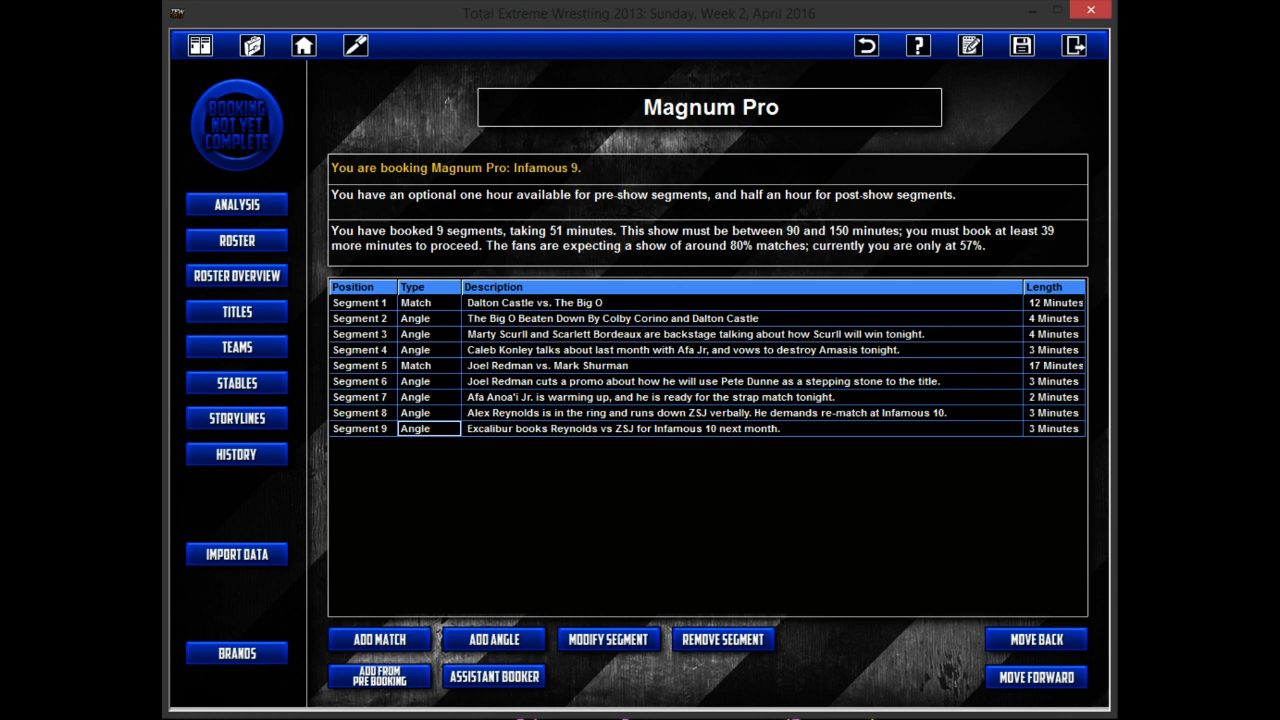 Total Extreme Wrestling 2013: Sunday, Week 2, April 2016
BOOKING
NOT YET
COMPLETE
Magnum Pro
You are booking Magnum Pro: Infamous 9.
You have an optional one hour available for pre-show segments, and half an hour for post-show segments.
You have booked 9 segments, taking 51 minutes. This show must be between 90 and 150 minutes; you must book at least 39
more minutes to proceed. The fans are expecting a show of around 80% matches; currently you are only at 57%.
ANALYSIS
ROSTER
ROSTER OVERVIEW
TITLES
TEAMS
STABLES
STORYLINES
HISTORY
IMPORT DATA
BRANDS
Position Type Description Length
Segment 1 Match Dalton Castle vs. The Big O 12 Minutes
Segment 2 Angle The Big O Beaten Down By Colby Corino and Dalton Castle 4 Minutes
Segment 3 Angle Marty Scurll and Scarlett Bordeaux are backstage talking about how Scurll will win tonight. 4 Minutes
Segment 4 Angle Caleb Konley talks about last month with Afa Jr, and vows to destroy Amasis tonight. 3 Minutes
Segment 5 Match Joel Redman vs. Mark Shurman 17 Minutes
Segment 6 Angle Joel Redman cuts a promo about how he will use Pete Dunne as a stepping stone to the title. 3 Minutes
Segment 7 Angle Afa Anoa'i Jr. is warming up, and he is ready for the strap match tonight. 2 Minutes
Segment 8 Angle Alex Reynolds is in the ring and runs down ZSJ verbally. He demands re-match at Infamous 10. 3 Minutes
Segment 9 Angle Excalibur books Reynolds vs ZSJ for Infamous 10 next month. 3 Minutes
ADD MATCH
ADD ANGLE
MODIFY SEGMENT
REMOVE SEGMENT
MOVE BACK
ADD FROM
PRE BOOKING
ASSISTANT BOOKER
MOVE FORWARD